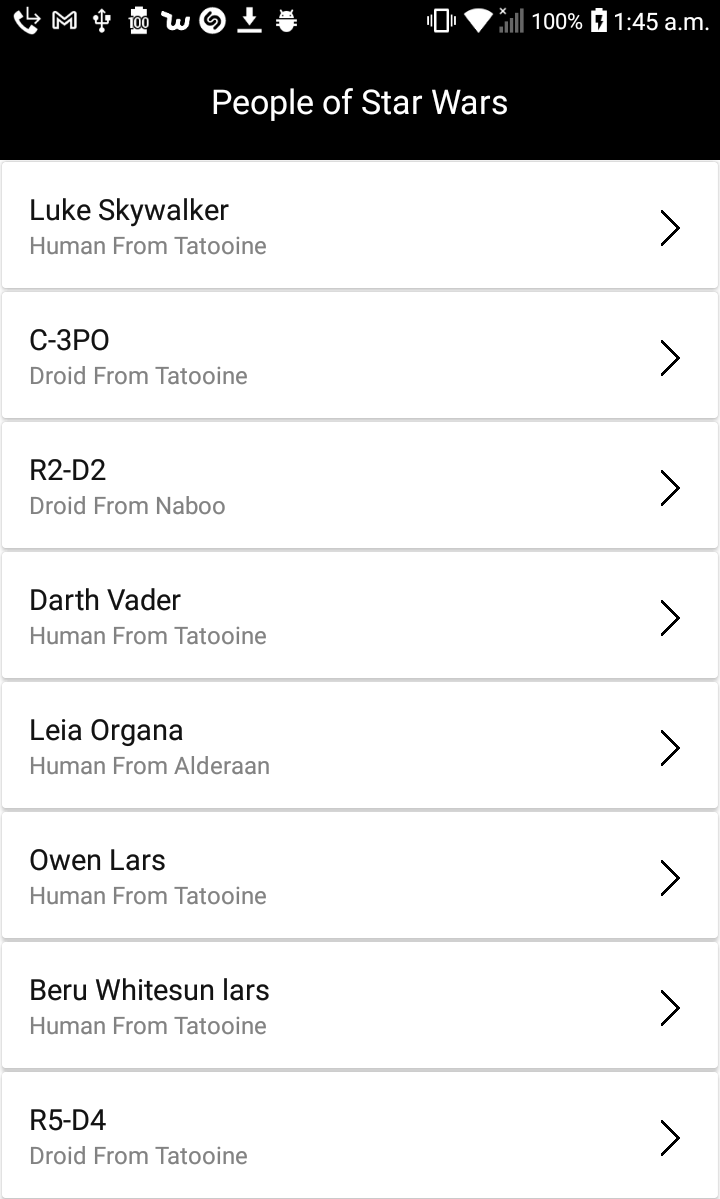 100 100% 1:45 a.m.
People of Star Wars
Luke Skywalker
Human From Tatooine
C-3PO
Droid From Tatooine
R2-D2
Droid From Naboo
Darth Vader
Human From Tatooine
Leia Organa
Human From Alderaan
Owen Lars
Human From Tatooine
Beru Whitesun lars
Human From Tatooine
R5-D4
Droid From Tatooine